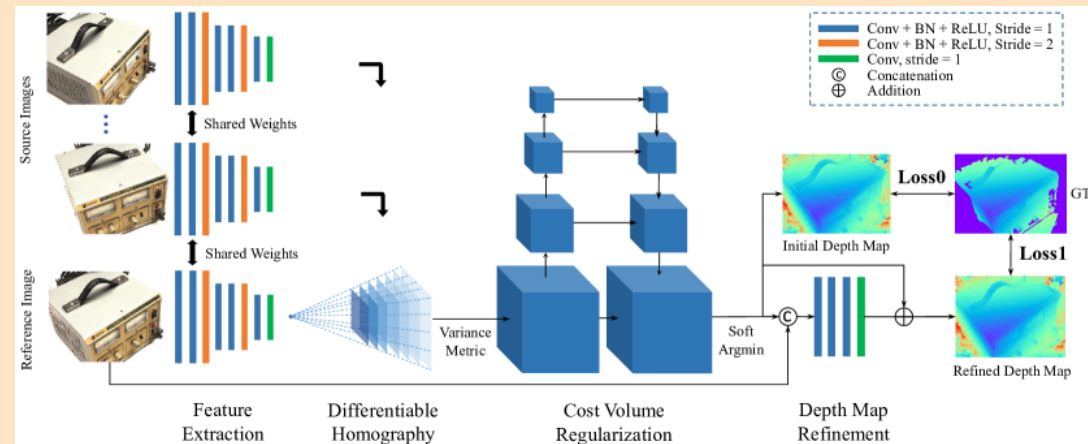 Conv + BN + ReLU, Stride = 1
Conv + BN + ReLU, Stride = 2
Conv, stride = 1
C Concatenation
Addition
Source Images
Shared Weights
Shared Weights
Reference Image
Variance
Metric
Soft
Argmin
C
Initial Depth Map
Loss0
GT
Loss1
Refined Depth Map
Feature
Extraction
Differentiable
Homography
Cost Volume
Regularization
Depth Map
Refinement